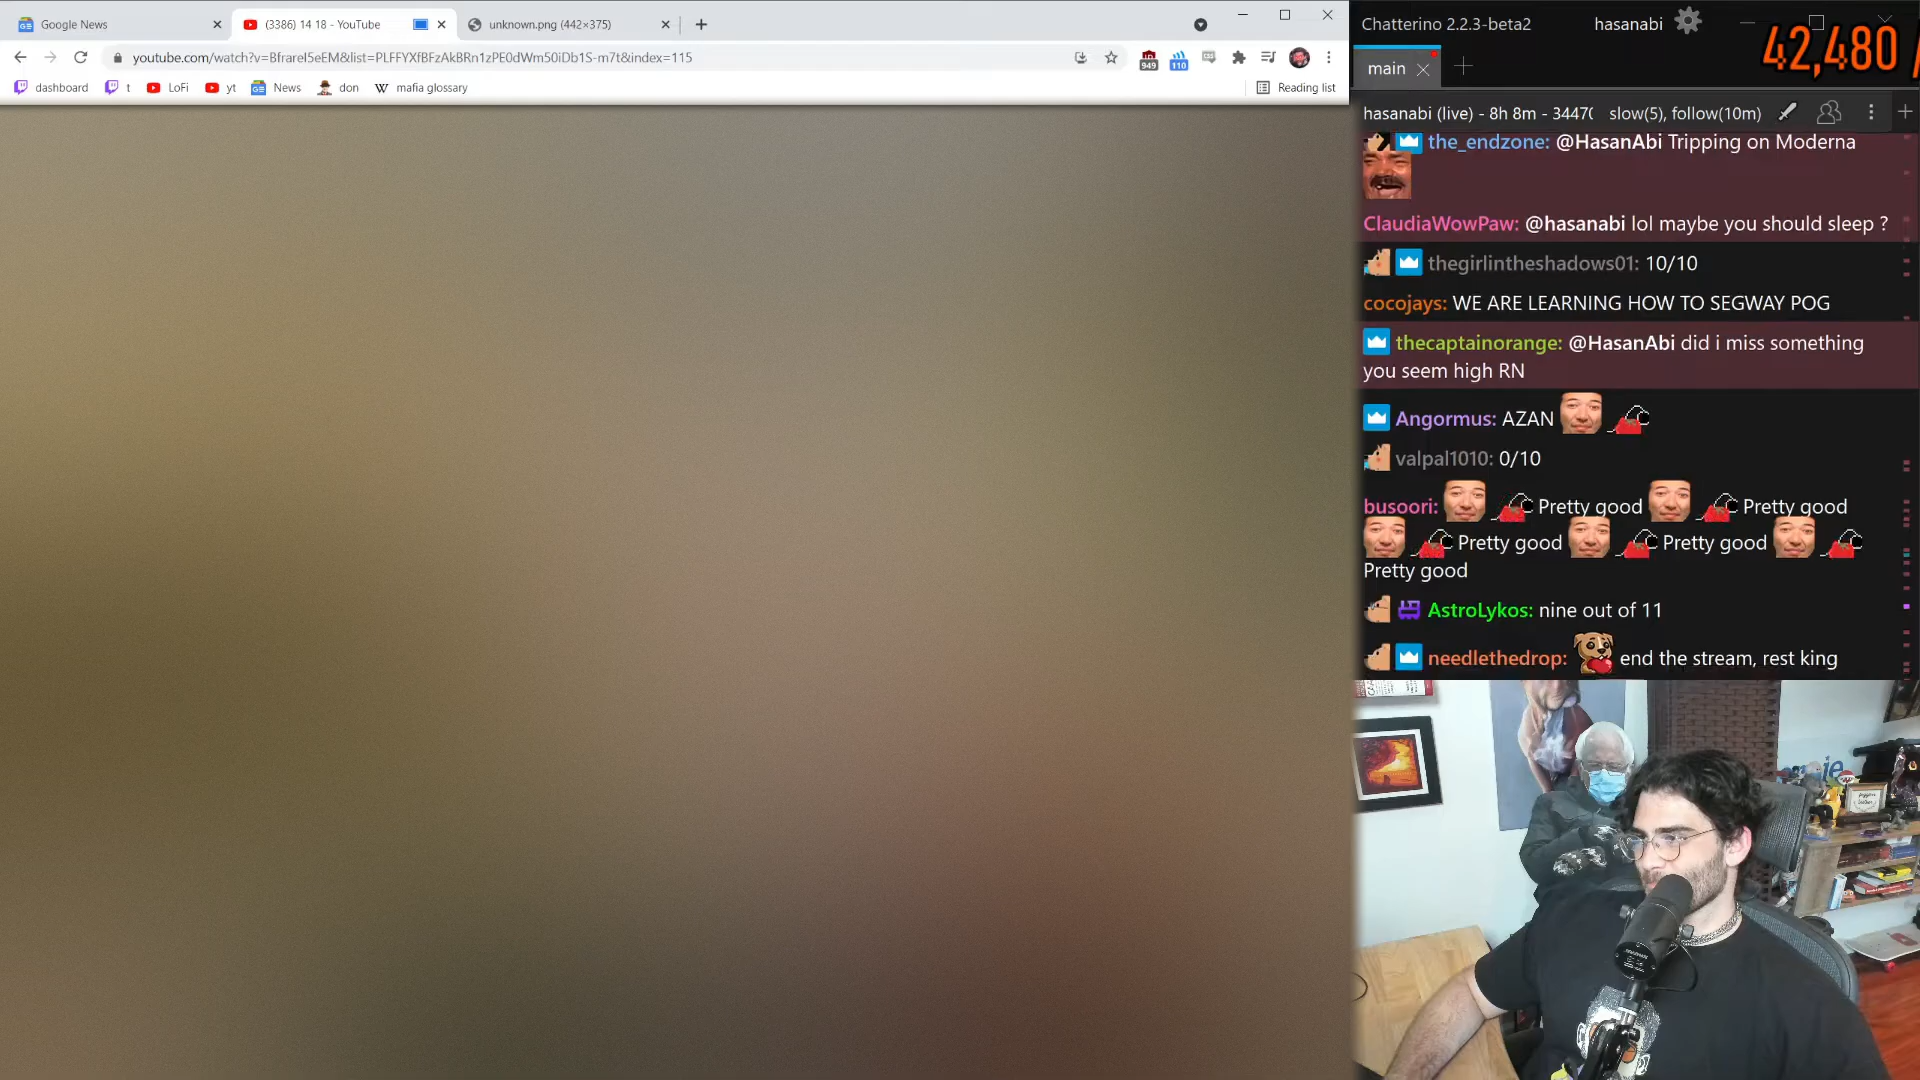 Google News
(3386) 14 18 - YouTube
unknown.png (442×375)
youtube.com/watch?v=BfrareI5eEM&list=PLFFYXfBFzAkBRn1zPE0dWm50iDb1S-m7t&index=115
949
110
dashboard
t
LoFi
yt
News
don
W mafia glossary
Reading list
Chatterino 2.2.3-beta2
hasanabi
42,480 /
main
hasanabi (live) - 8h 8m - 3447
slow(5), follow(10m)
the_endzone: @HasanAbi Tripping on Moderna
ClaudiaWowPaw: @hasanabi lol maybe you should sleep ?
thegirlintheshadows01: 10/10
cocojays: WE ARE LEARNING HOW TO SEGWAY POG
thecaptainorange: @HasanAbi did i miss something
you seem high RN
Angormus: AZAN
valpal1010: 0/10
busoori: Pretty good Pretty good
Pretty good Pretty good
Pretty good
AstroLykos: nine out of 11
needlethedrop: end the stream, rest king